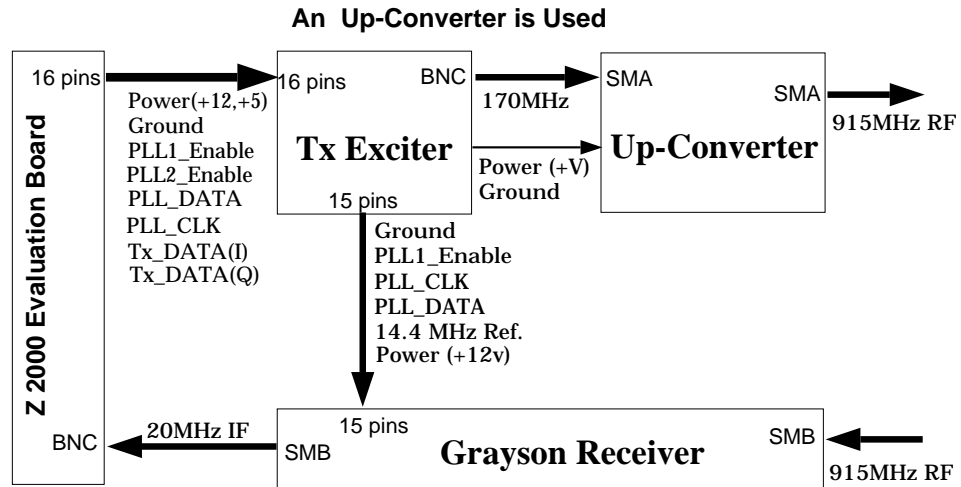 An Up-Converter is Used
16 pins
16 pins
BNC
SMA
SMA
Power(+12,+5)
Ground
PLL1_Enable
PLL2_Enable
PLL_DATA
PLL_CLK
Tx_DATA(I)
Tx_DATA(Q)
Tx Exciter
170MHz
Up-Converter
915MHz RF
Power (+V)
Ground
15 pins
Ground
PLL1_Enable
PLL_CLK
PLL_DATA
14.4 MHz Ref.
Power (+12v)
Z 2000 Evaluation Board
BNC
20MHz IF
15 pins
SMB
Grayson Receiver
SMB
915MHz RF